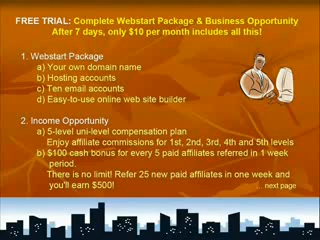 FREE TRIAL: Complete Webstart Package & Business Opportunity
After 7 days, only $10 per month includes all this!
1. Webstart Package
a) Your own domain name
b) Hosting accounts
c) Ten email accounts
d) Easy-to-use online web site builder
2. Income Opportunity
a) 5-level uni-level compensation plan
Enjoy affiliate commissions for 1st, 2nd, 3rd, 4th and 5th levels
b) $100 cash bonus for every 5 paid affiliates referred in 1 week
period.
There is no limit! Refer 25 new paid affiliates in one week and
you'll earn $500!
next page